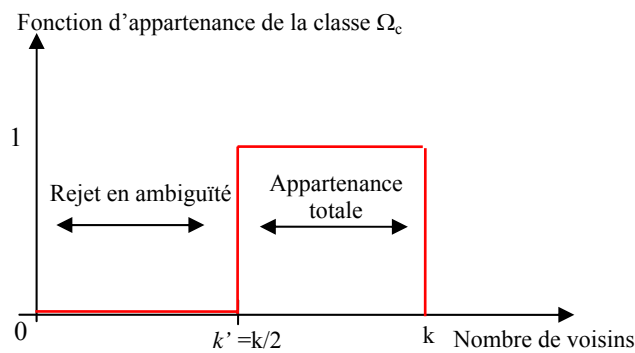 Fonction d'appartenance de la classe Ωc
1
Rejet en ambiguïté
Appartenance
totale
0
k' =k/2
k
Nombre de voisins